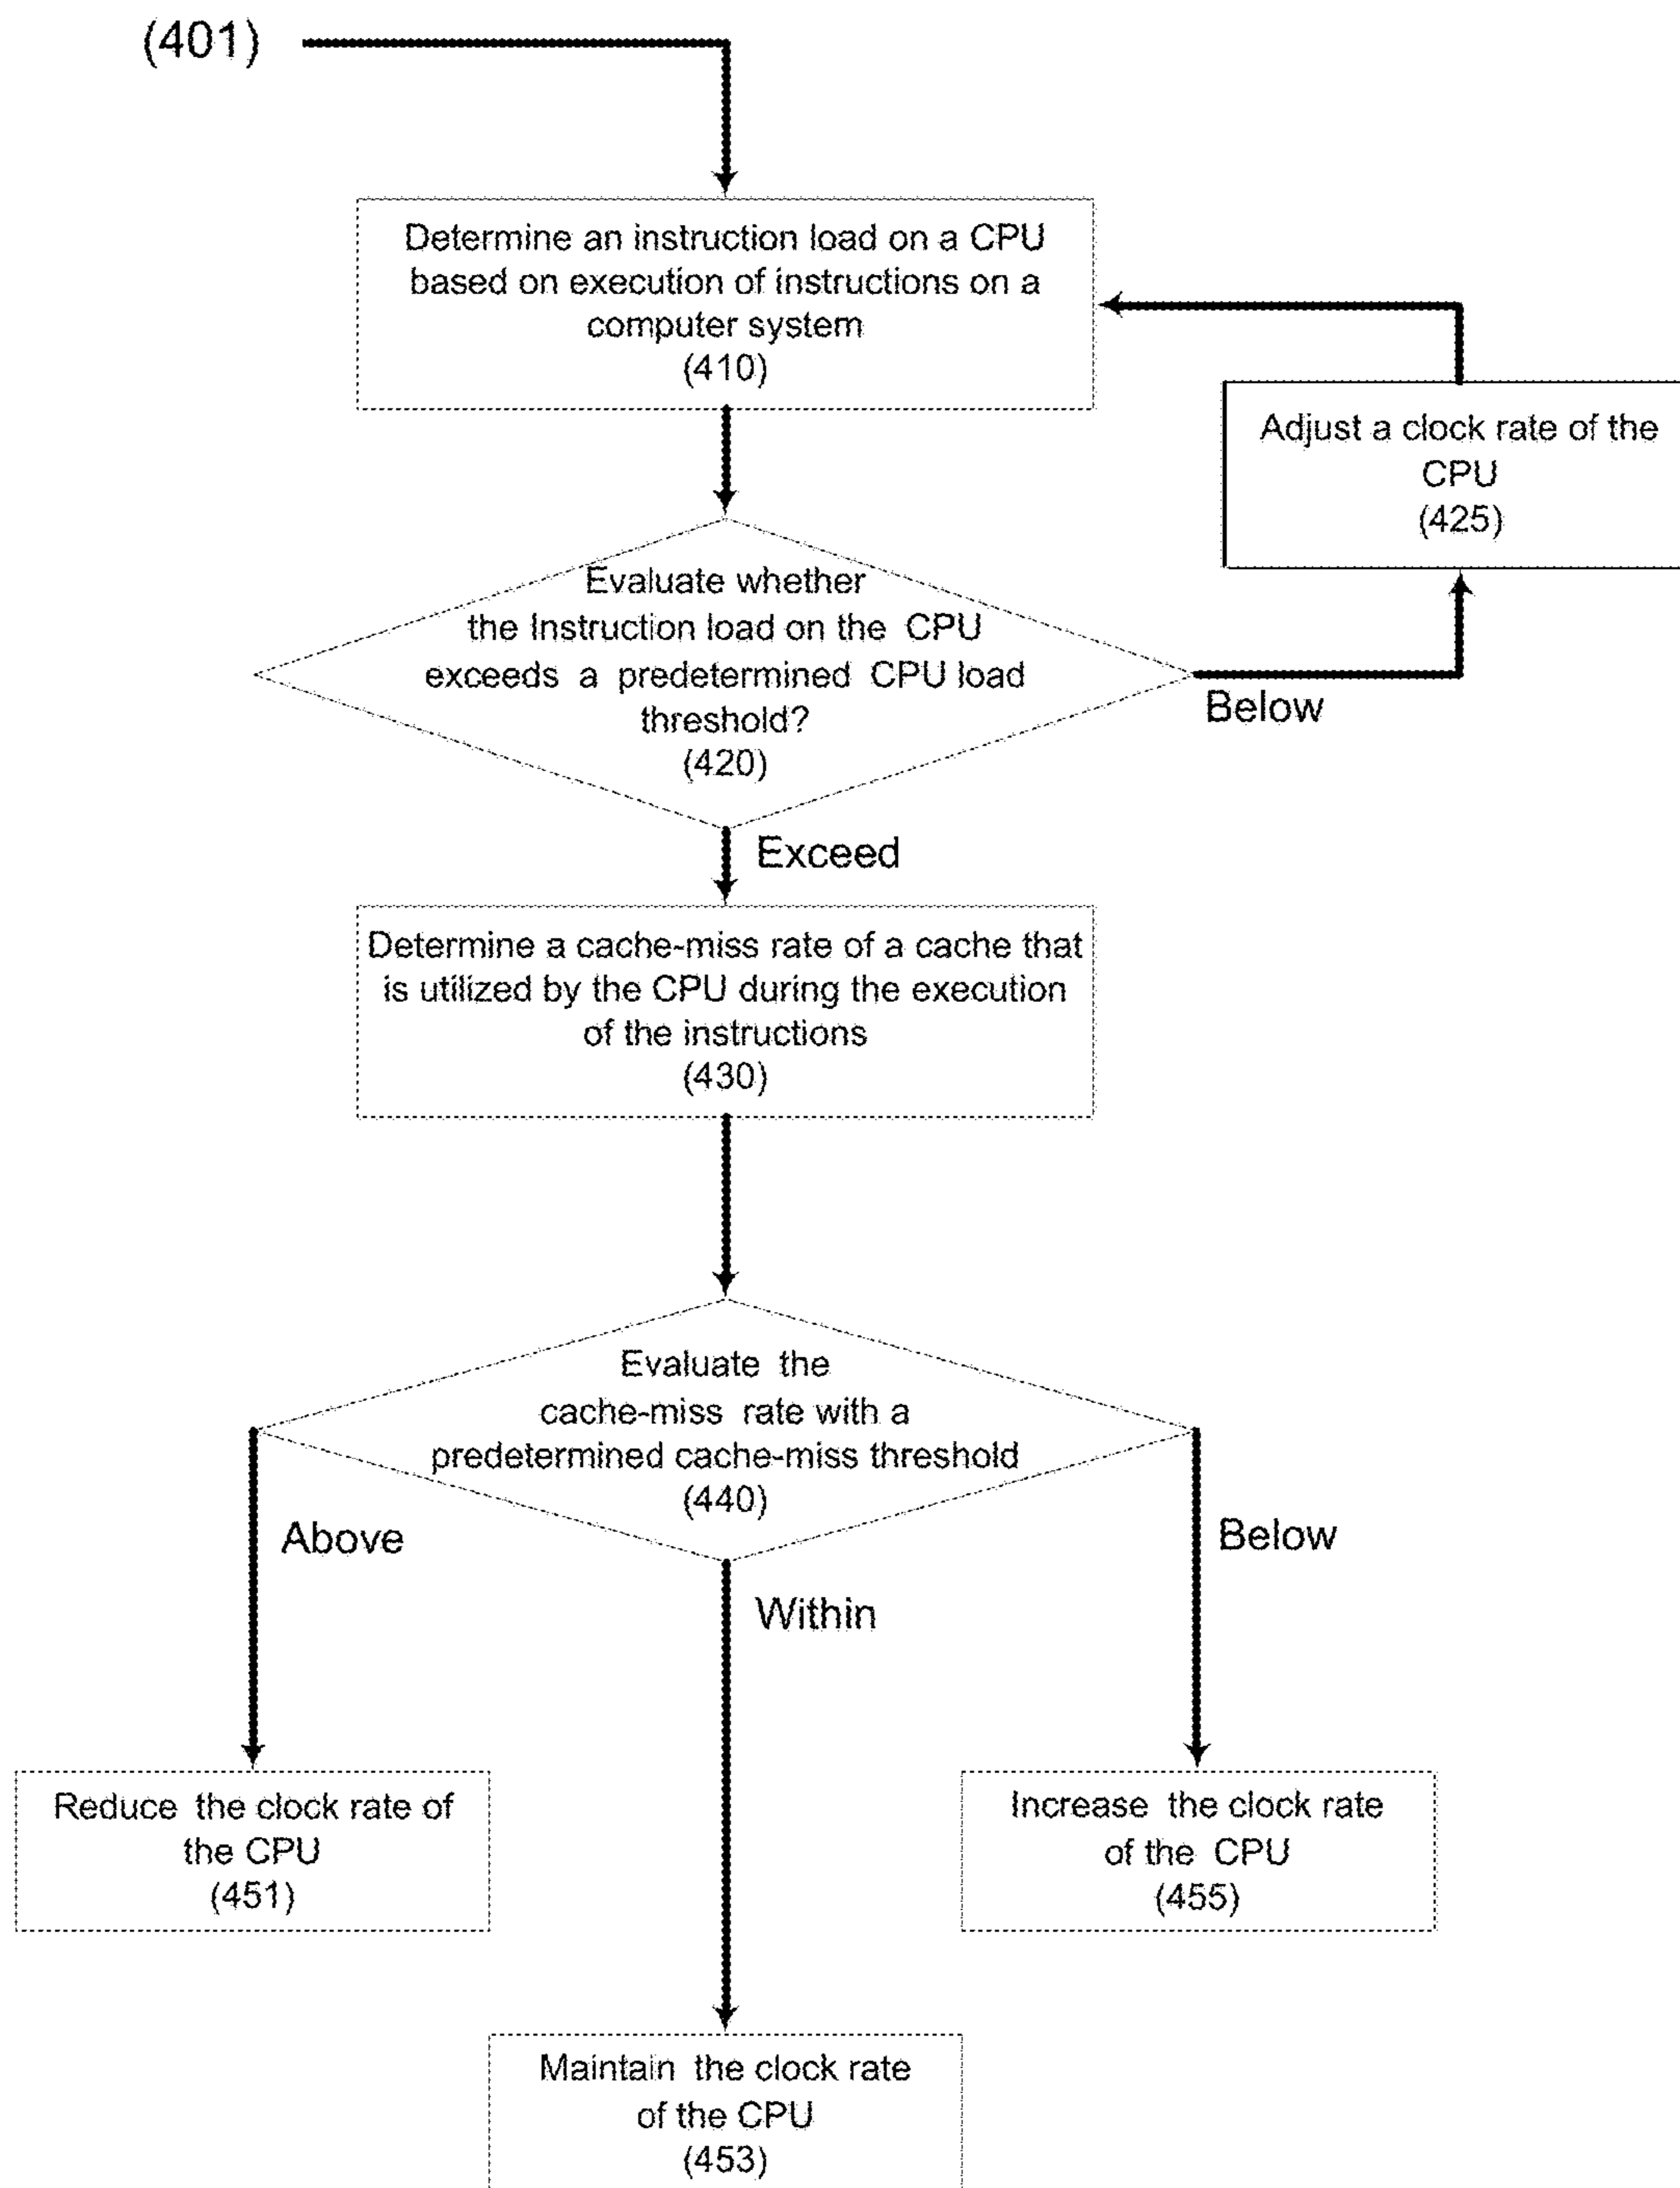 (401)
Determine an instruction load on a CPU
based on execution of instructions on a
computer system
(410)
Adjust a clock rate of the
CPU
(425)
Evaluate whether
the Instruction load on the CPU
exceeds a predetermined CPU load
threshold?
(420)
Below
Exceed
Determine a cache-miss rate of a cache that
is utilized by the CPU during the execution
of the instructions
(430)
Evaluate the
cache-miss rate with a
predetermined cache-miss threshold
(440)
Above
Below
Within
Reduce the clock rate of
the CPU
(451)
Increase the clock rate
of the CPU
(455)
Maintain the clock rate
of the CPU
(453)